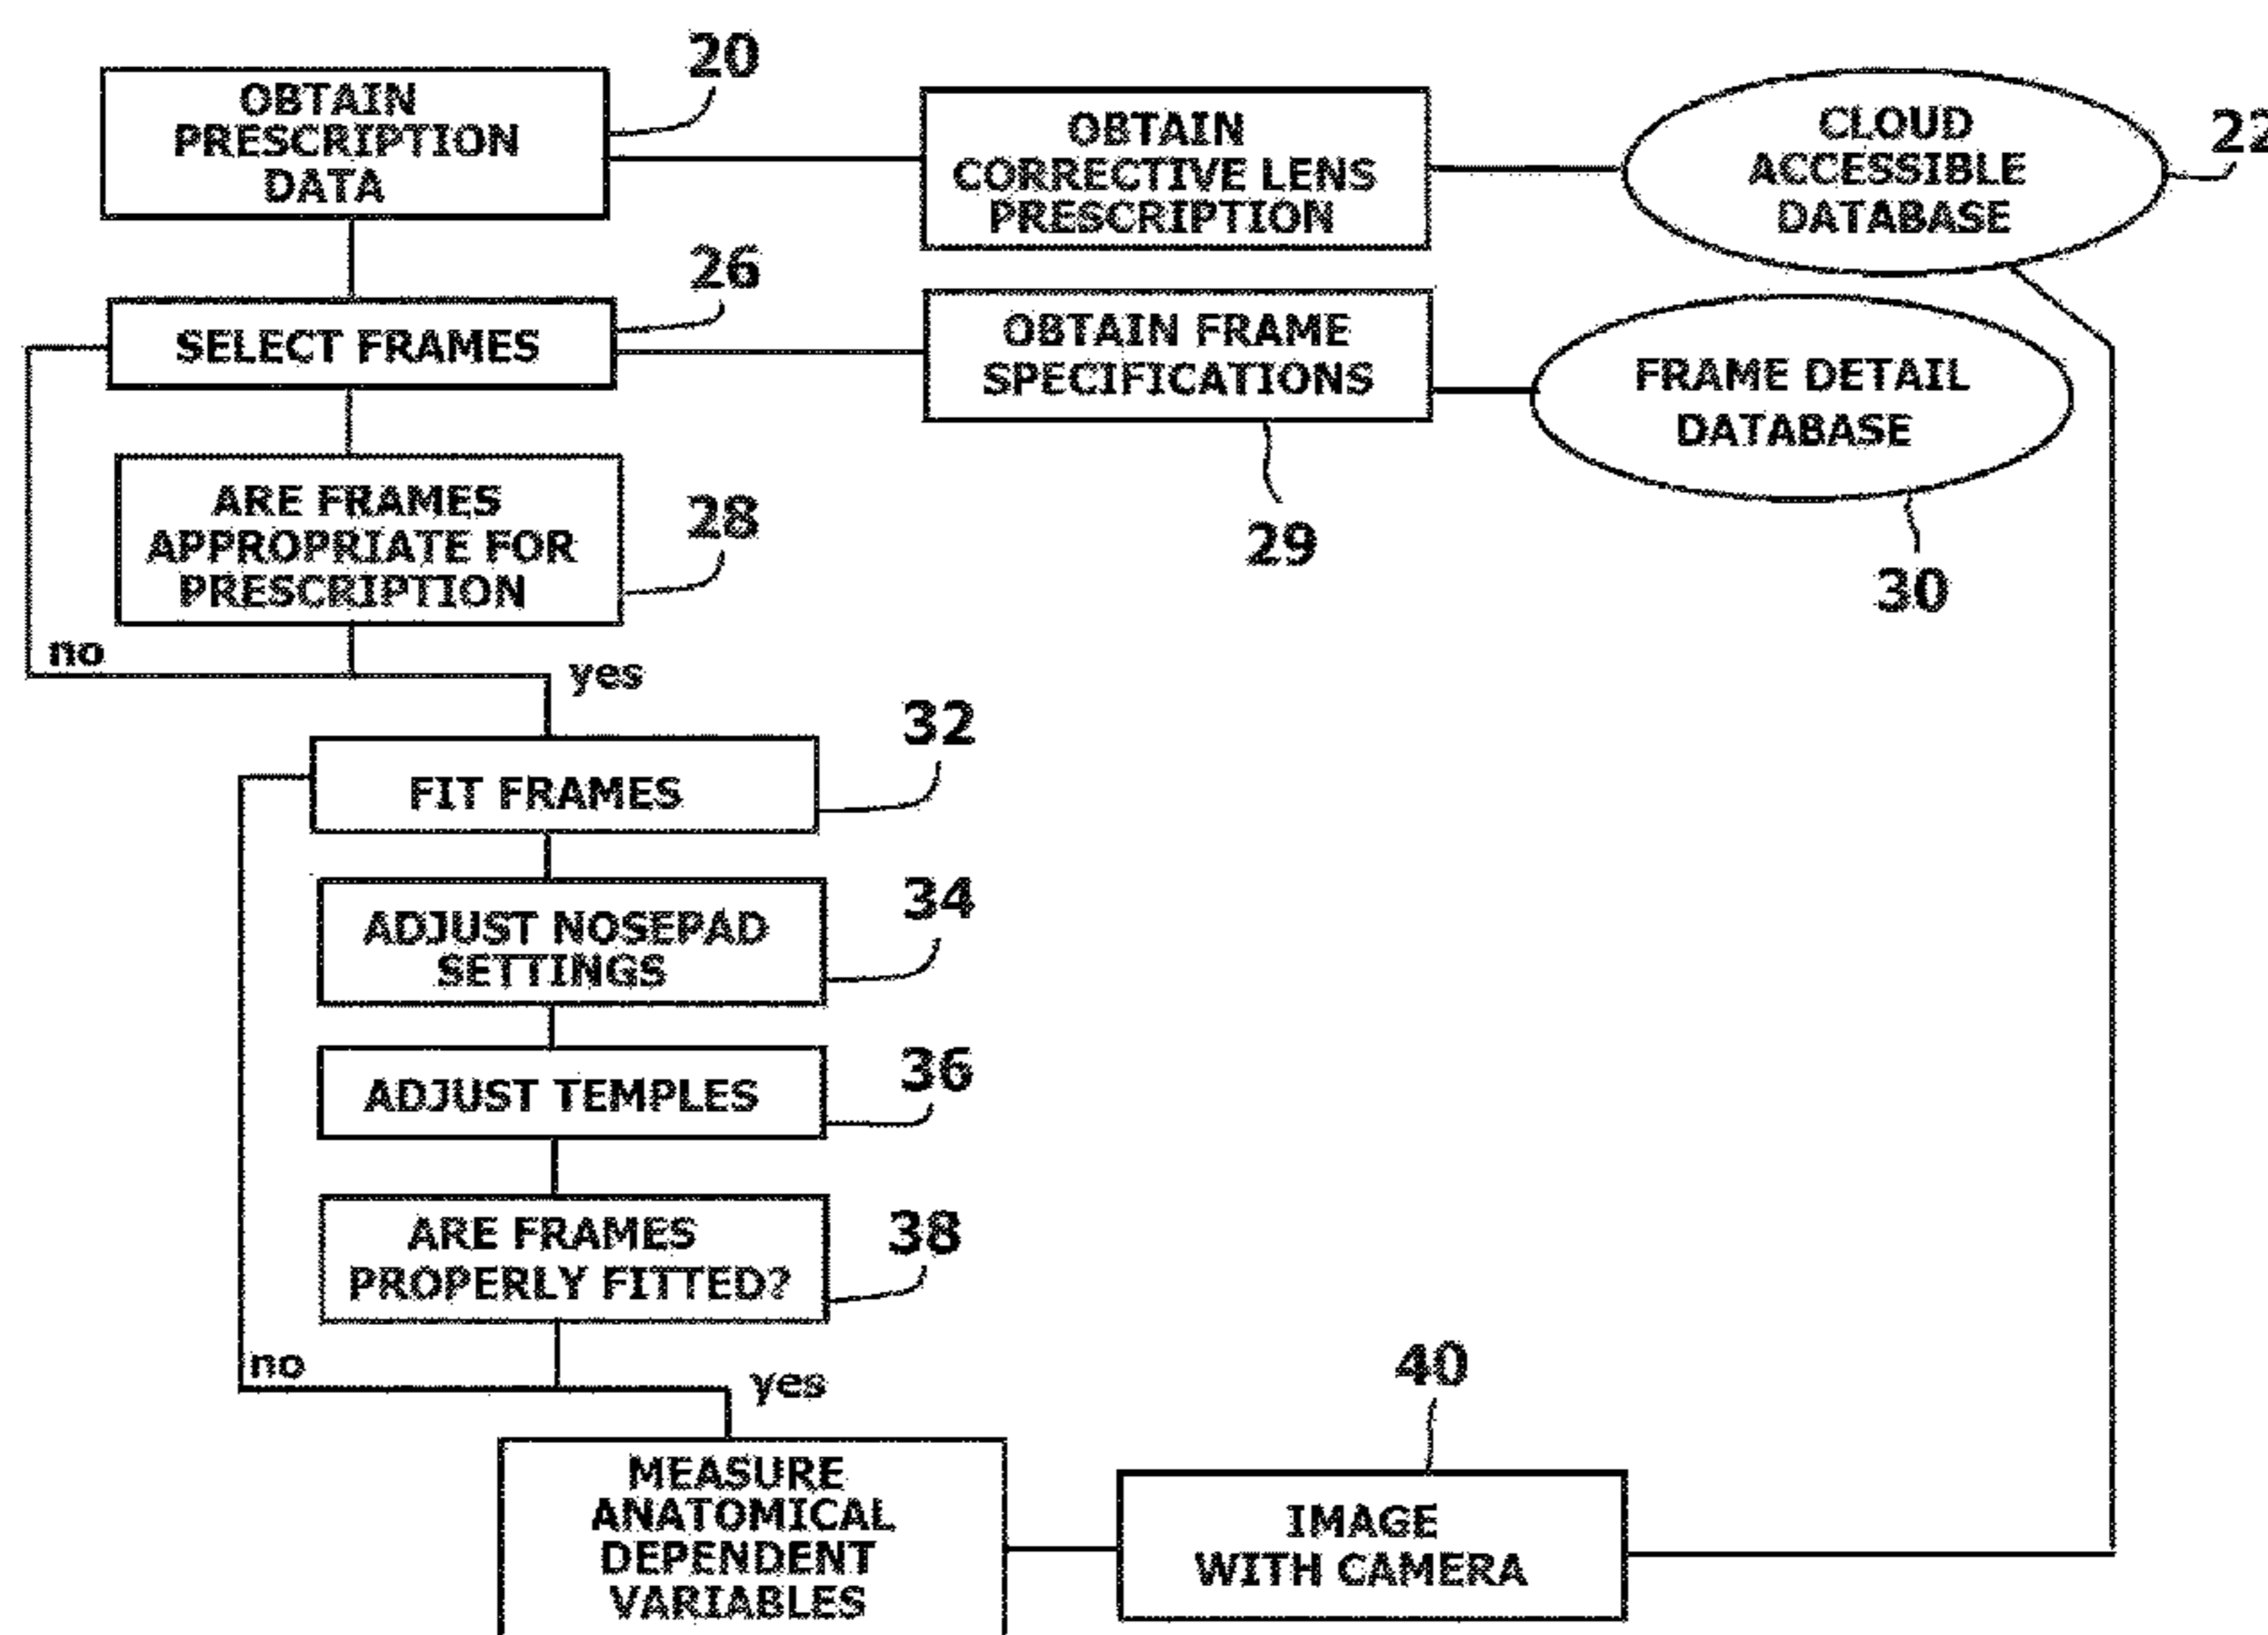 20
OBTAIN
PRESCRIPTION
DATA
OBTAIN
CORRECTIVE LENS
PRESCRIPTION
CLOUD
ACCESSIBLE
DATABASE
22
26
SELECT FRAMES
OBTAIN FRAME
SPECIFICATIONS
29
FRAME DETAIL
DATABASE
30
ARE FRAMES
APPROPRIATE FOR
PRESCRIPTION
28
no
yes
32
FIT FRAMES
34
ADJUST NOSEPAD
SETTINGS
36
ADJUST TEMPLES
38
ARE FRAMES
PROPERLY FITTED?
no
yes
MEASURE
ANATOMICAL
DEPENDENT
VARIABLES
40
IMAGE
WITH CAMERA